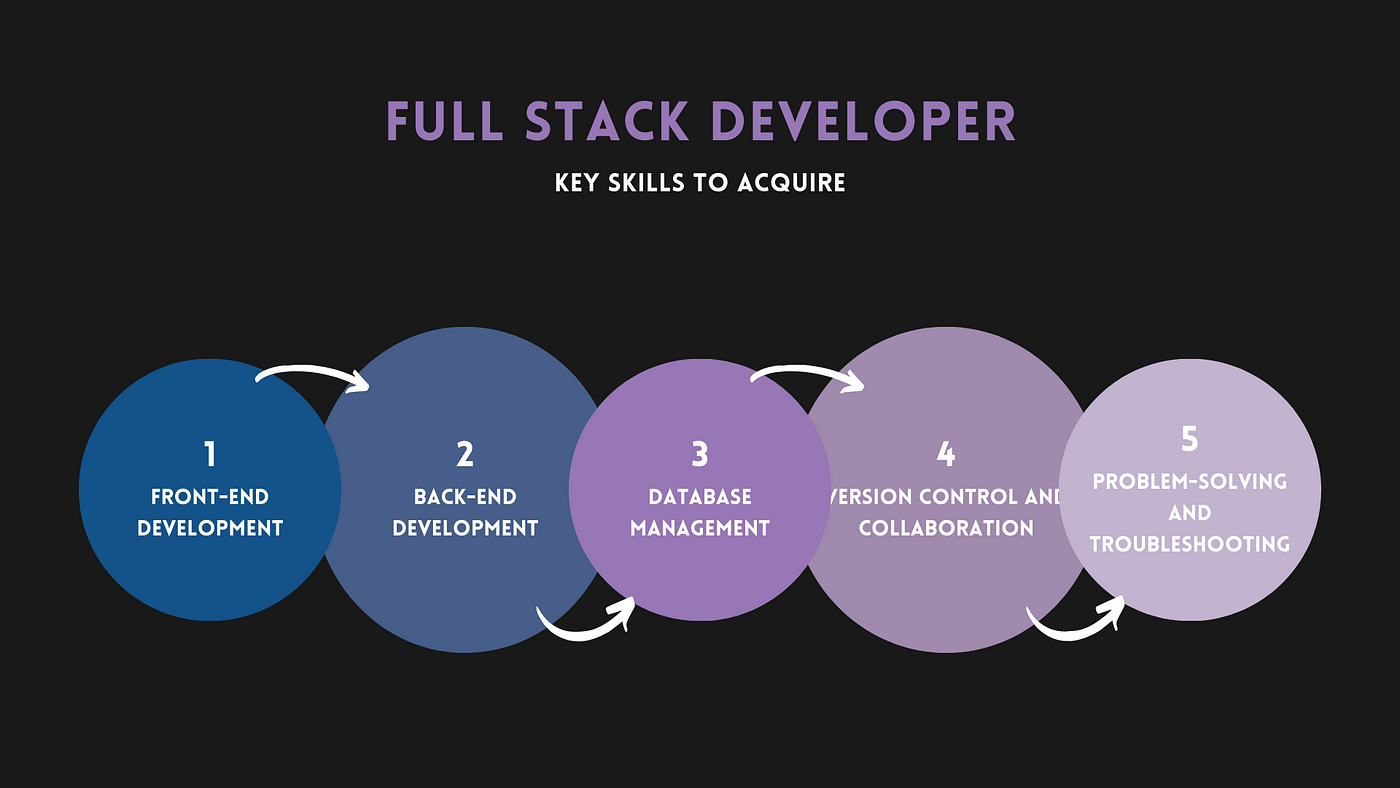 FULL STACK DEVELOPER
KEY SKILLS TO ACQUIRE
1
FRONT-END
DEVELOPMENT
2
BACK-END
DEVELOPMENT
3
DATABASE
MANAGEMENT
4
VERSION CONTROL AND
COLLABORATION
5
PROBLEM-SOLVING
AND
TROUBLESHOOTING